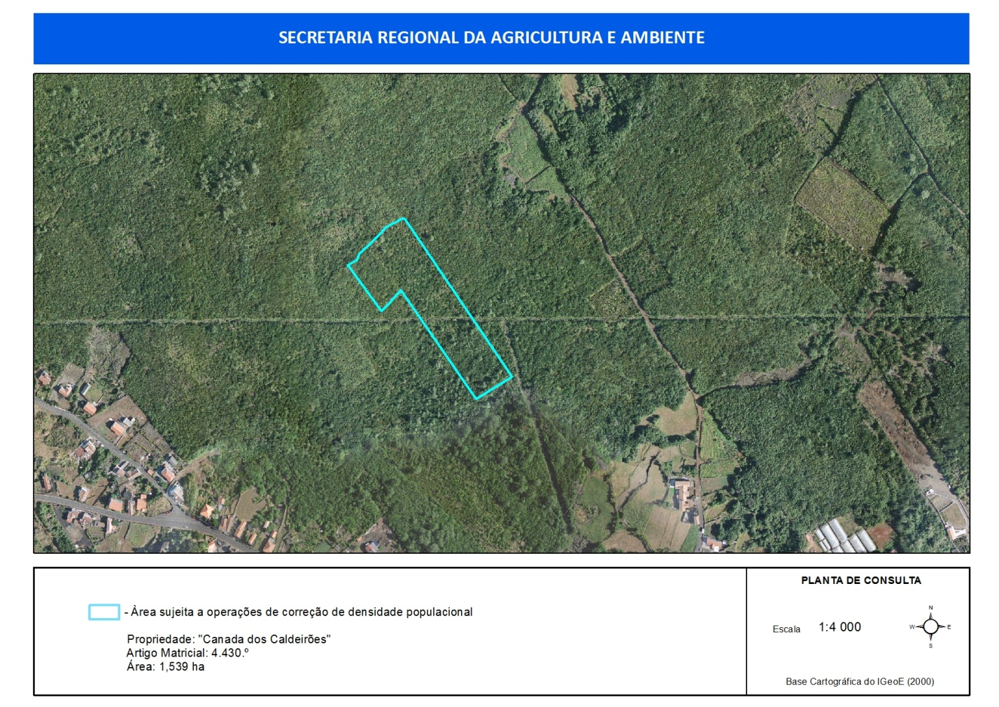 SECRETARIA REGIONAL DA AGRICULTURA E AMBIENTE
- Àrea sujeita a operações de correção de densidade populacional
Propriedade: "Canada dos Caldeirões"
Artigo Matricial: 4.430.º
Área: 1,539 ha
PLANTA DE CONSULTA
N
Escala 1:4 000
W E
S
Base Cartográfica do IGeoE (2000)